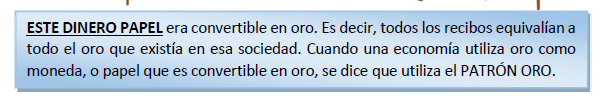 ESTE DINERO PAPEL era convertible en oro. Es decir, todos los recibos equivalían a
todo el oro que existía en esa sociedad. Cuando una economía utiliza oro como
moneda, o papel que es convertible en oro, se dice que utiliza el PATRÓN ORO.